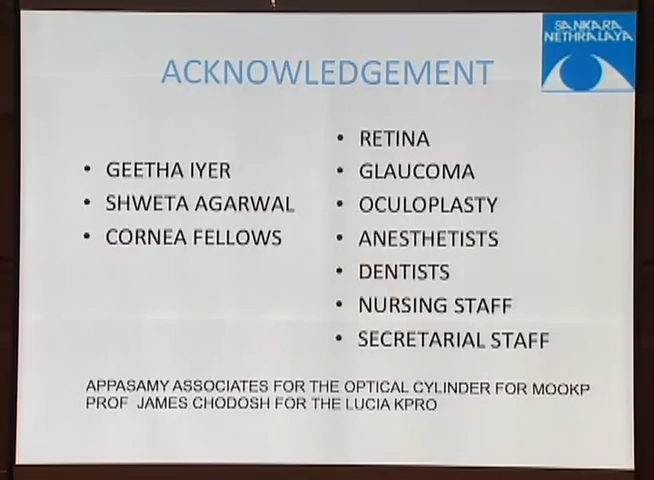 SANKARA
NETHRALAYA
ACKNOWLEDGEMENT
• GEETHA IYER
• SHWETA AGARWAL
• CORNEA FELLOWS
• RETINA
• GLAUCOMA
• OCULOPLASTY
• ANESTHETISTS
• DENTISTS
• NURSING STAFF
• SECRETARIAL STAFF
APPASAMY ASSOCIATES FOR THE OPTICAL CYLINDER FOR MOOKP
PROF JAMES CHODOSH FOR THE LUCIA KPRO